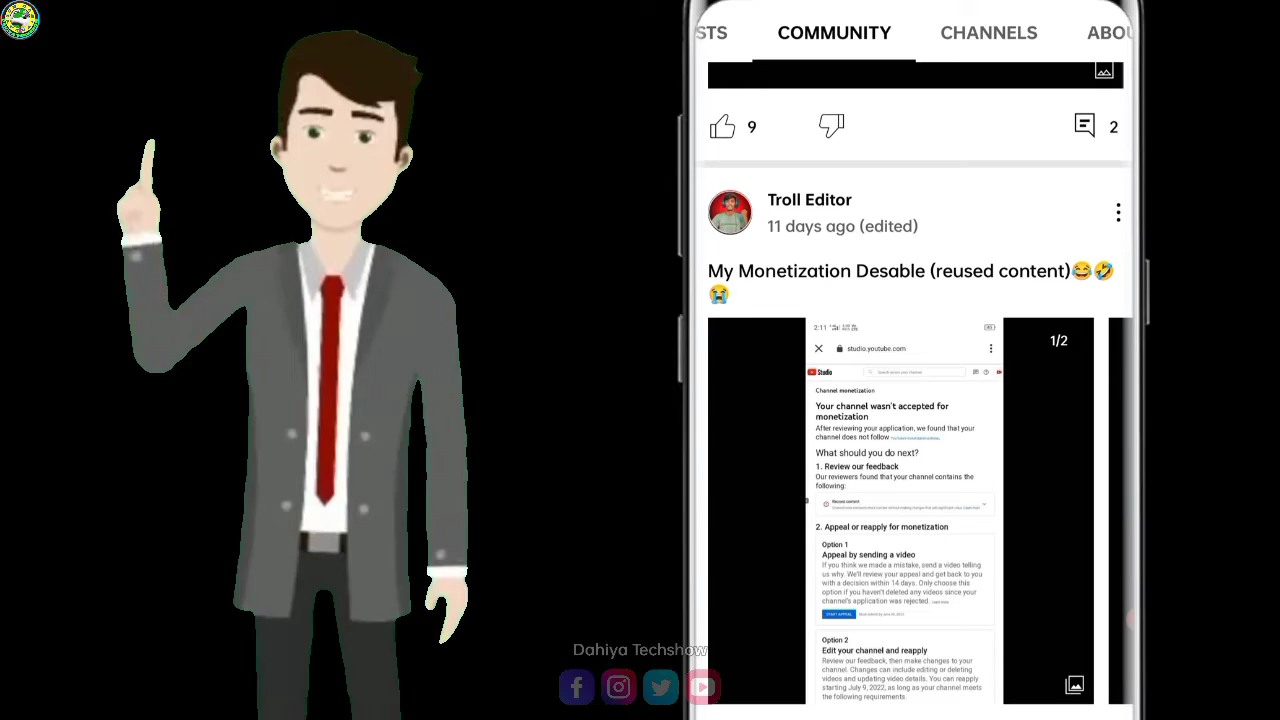 STS COMMUNITY CHANNELS ABOU
9 2
Troll Editor
11 days ago (edited)
My Monetization Desable (reused content)😂🤣
😭
1/2
2:11
studio.youtube.com
Studio
Search across your channel
Channel monetization
Your channel wasn't accepted for
monetization
After reviewing your application, we found that your
channel does not follow
What should you do next?
1. Review our feedback
Our reviewers found that your channel contains the
following:
Reused content
2. Appeal or reapply for monetization
Option 1
Appeal by sending a video
If you think we made a mistake, send a video telling
us why. We'll review your appeal and get back to you
with a decision within 14 days. Only choose this
option if you haven't deleted any videos since your
channel's application was rejected. Learn more
START APPEAL
Option 2
Edit your channel and reapply
Review our feedback, then make changes to your
channel. Changes can include editing or deleting
videos and updating video details. You can reapply
starting July 9, 2022, as long as your channel meets
the following requirements.
Dahiya Techshow